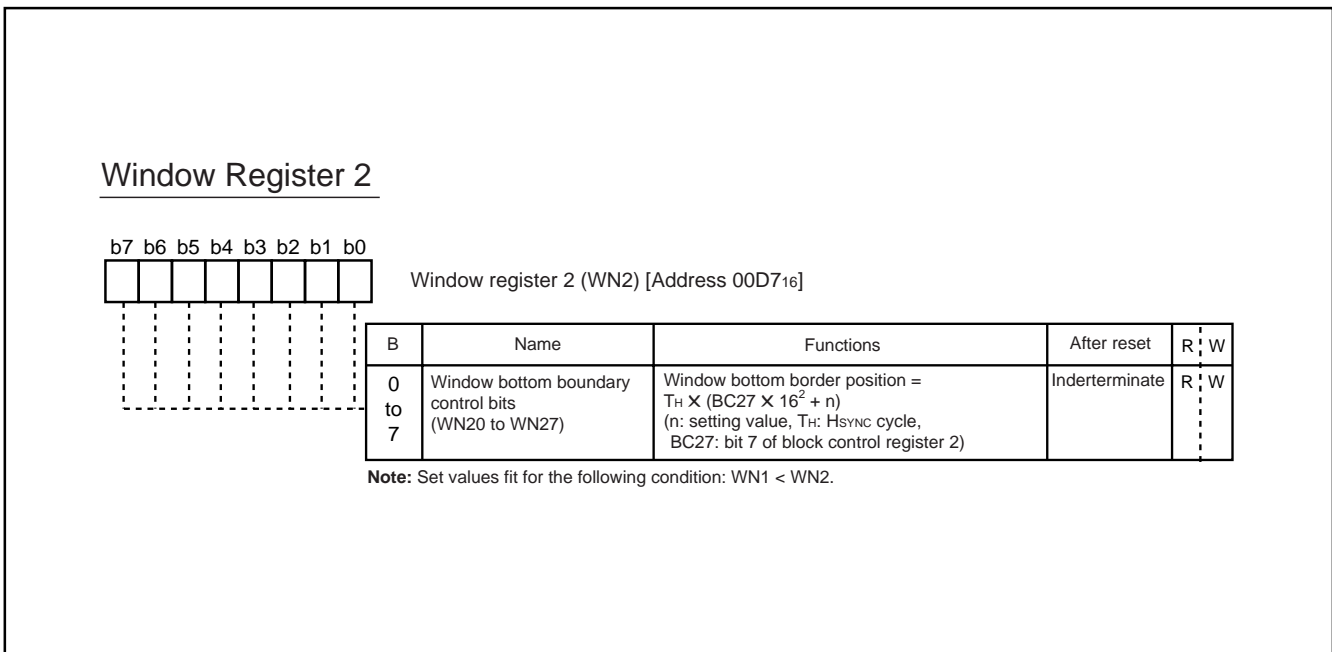 Window Register 2
b7 b6 b5 b4 b3 b2 b1 b0
Window register 2 (WN2) [Address 00D7₁₆]
B Name Functions After reset R W
0 to 7
Window bottom boundary
control bits
(WN20 to WN27)
Window bottom border position =
TH X (BC27 X 16² + n)
(n: setting value, TH: HSYNC cycle,
BC27: bit 7 of block control register 2)
Inderterminate
R W
Note: Set values fit for the following condition: WN1 < WN2.